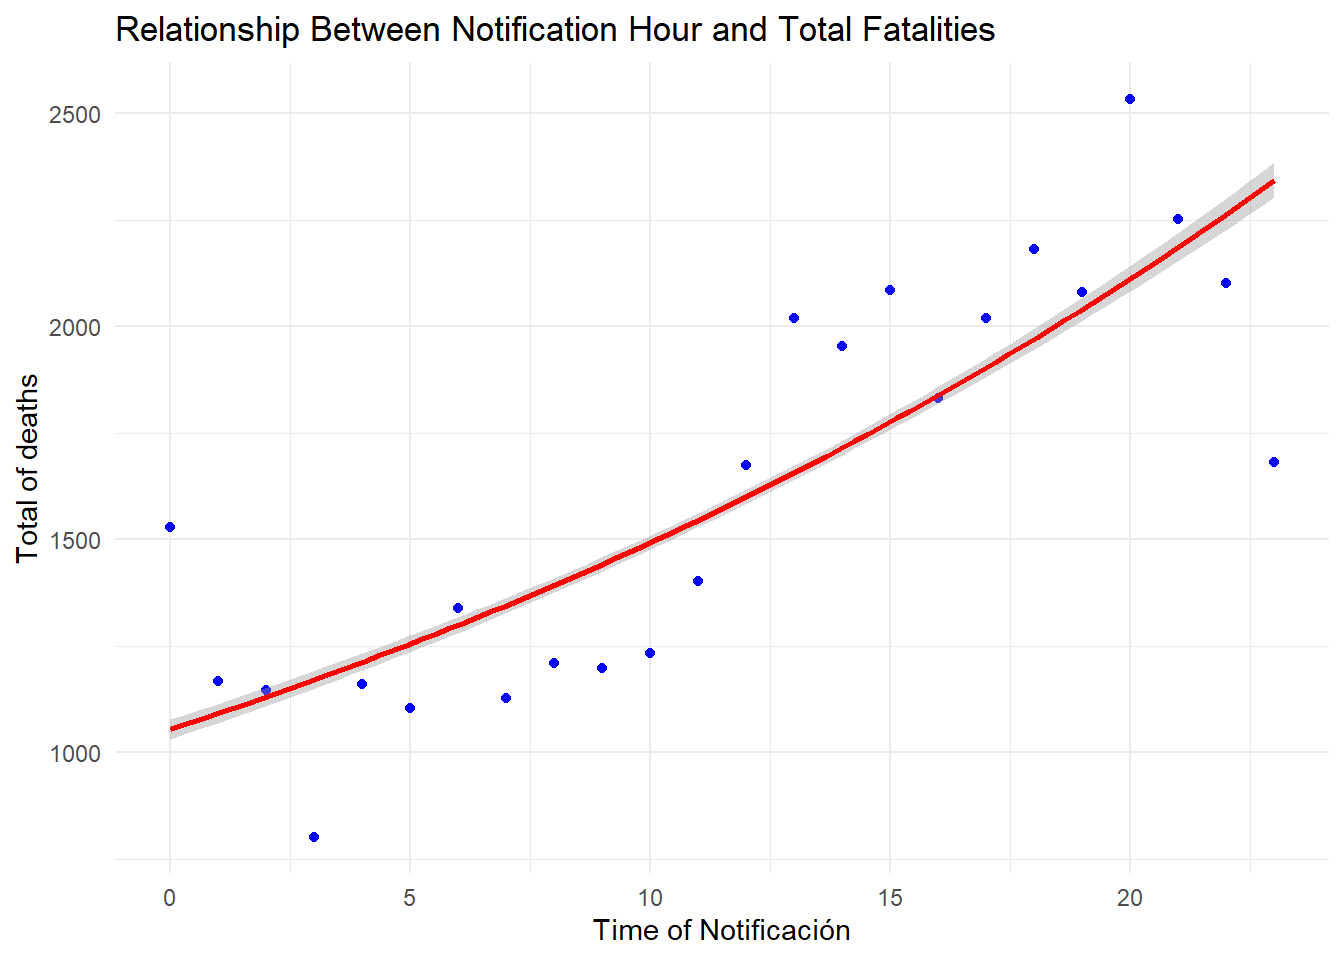 Relationship Between Notification Hour and Total Fatalities
2500
2000
1500
1000
Total of deaths
0 5 10 15 20
Time of Notificación